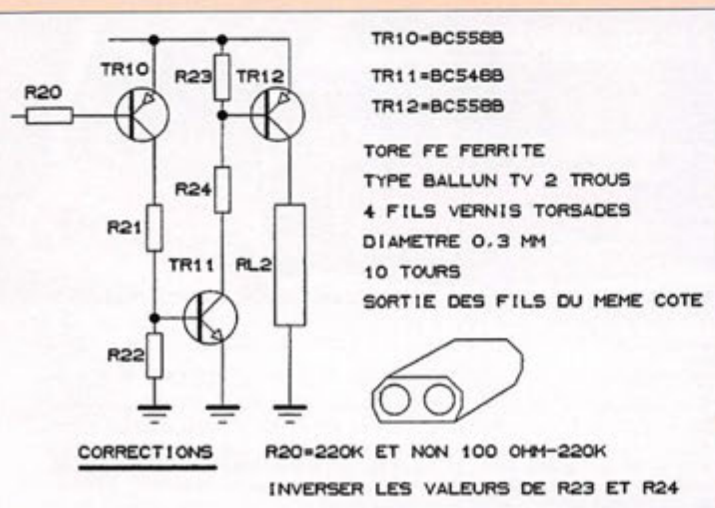 TR10=BC558B
TR10
R23
TR12
R20
TR11=BC548B
TR12=BC558B
TORE FE FERRITE
TYPE BALLUN TV 2 TROUS
R24
4 FILS VERNIS TORSADES
R21
DIAMETRE 0.3 MM
TR11
RL2
10 TOURS
SORTIE DES FILS DU MEME COTE
R22
CORRECTIONS
R20=220K ET NON 100 OHM-220K
INVERSER LES VALEURS DE R23 ET R24